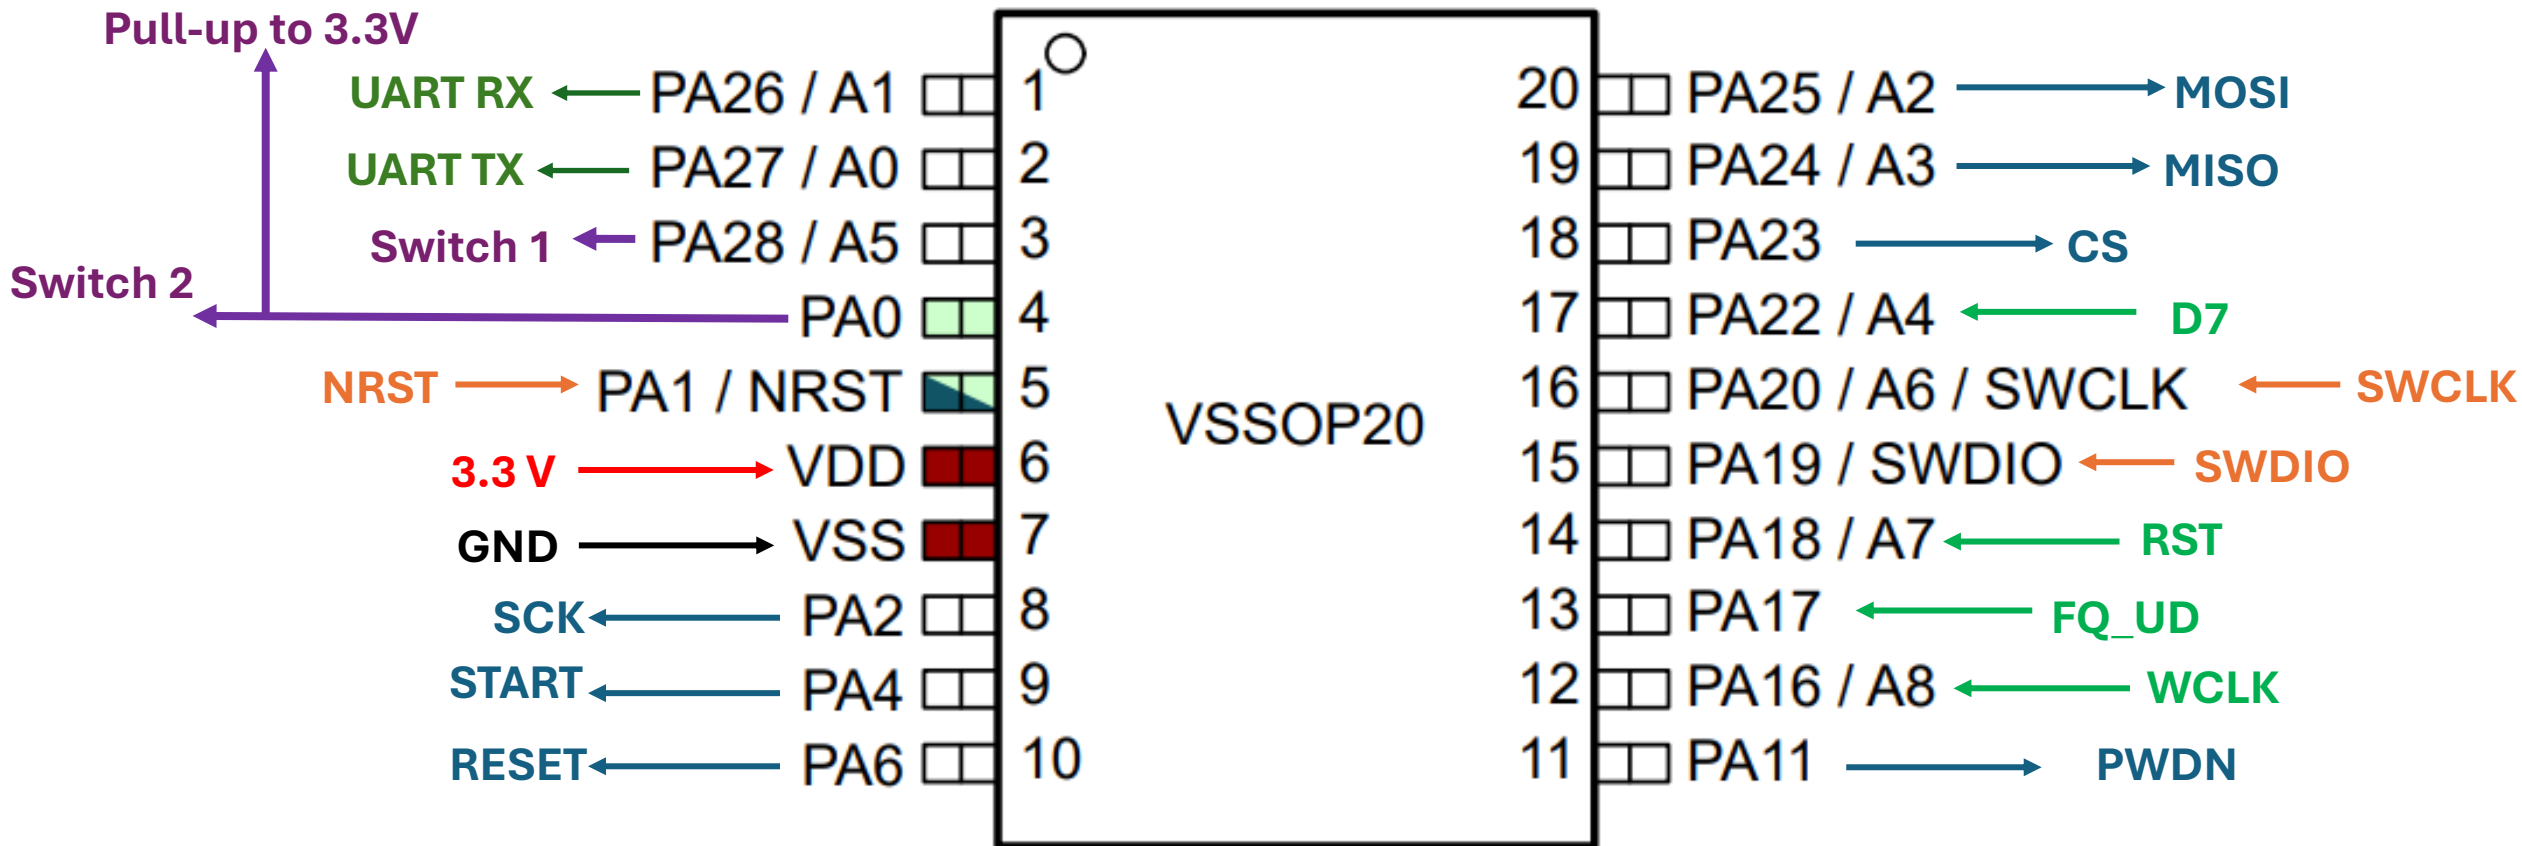 Pull-up to 3.3V
UART RX PA26 / A1 1 20 PA25 / A2 MOSI
UART TX PA27 / A0 2 19 PA24 / A3 MISO
Switch 1 PA28 / A5 3 18 PA23 CS
Switch 2 PA0 4 17 PA22 / A4 D7
NRST PA1 / NRST 5 16 PA20 / A6 / SWCLK SWCLK
VSSOP20
3.3 V VDD 6 15 PA19 / SWDIO SWDIO
GND VSS 7 14 PA18 / A7 RST
SCK PA2 8 13 PA17 FQ_UD
START PA4 9 12 PA16 / A8 WCLK
RESET PA6 10 11 PA11 PWDN